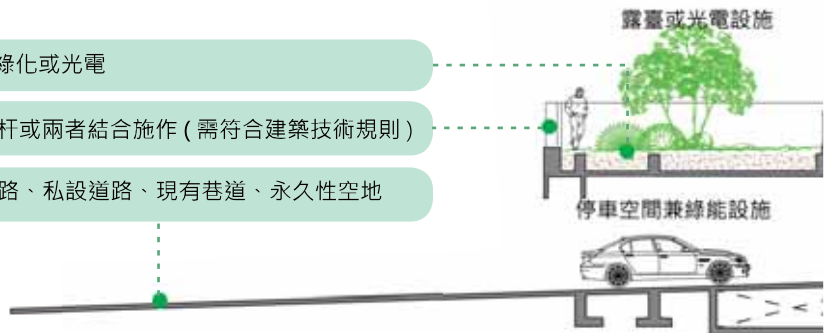 露臺或光電設施
綠化或光電
杆或兩者結合施作 ( 需符合建築技術規則 )
路、私設道路、現有巷道、永久性空地
停車空間兼綠能設施